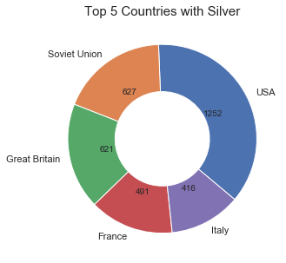 Top 5 Countries with Silver
Soviet Union
627
USA
1252
Great Britain
621
France
491
416
Italy